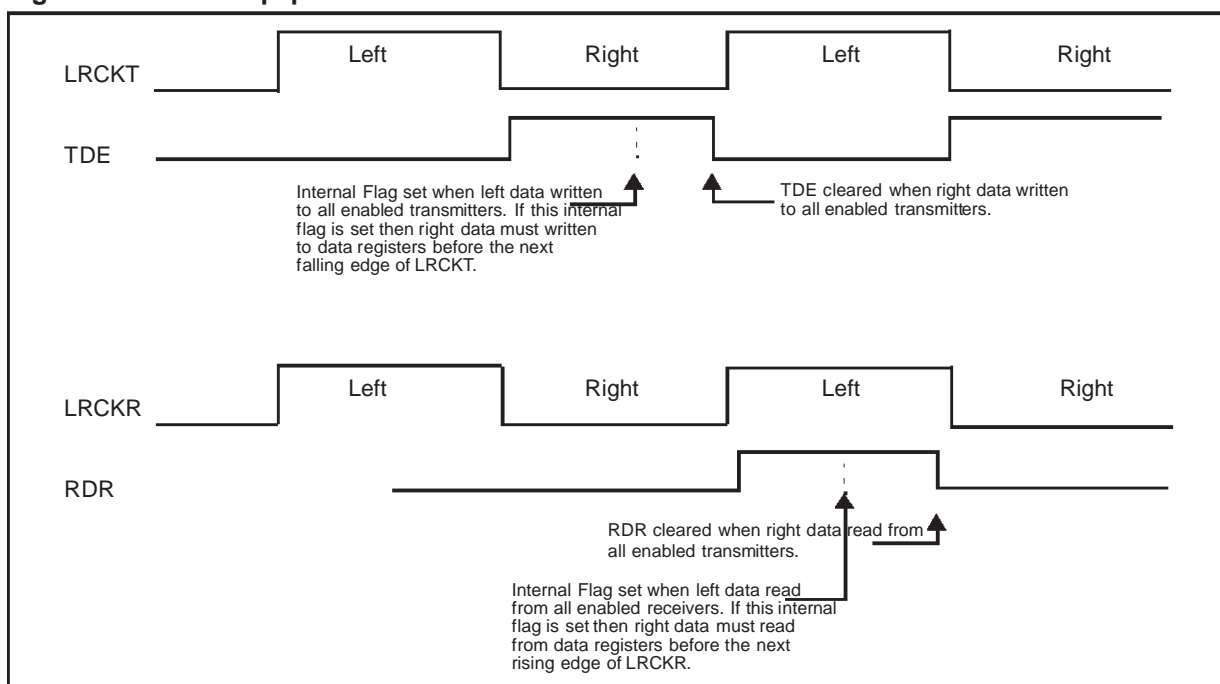 LRCKT
Left
Right
Left
Right
TDE
Internal Flag set when left data written
to all enabled transmitters. If this internal
flag is set then right data must written
to data registers before the next
falling edge of LRCKT.
TDE cleared when right data written
to all enabled transmitters.
LRCKR
Left
Right
Left
Right
RDR
RDR cleared when right data read from
all enabled transmitters.
Internal Flag set when left data read
from all enabled receivers. If this internal
flag is set then right data must read
from data registers before the next
rising edge of LRCKR.